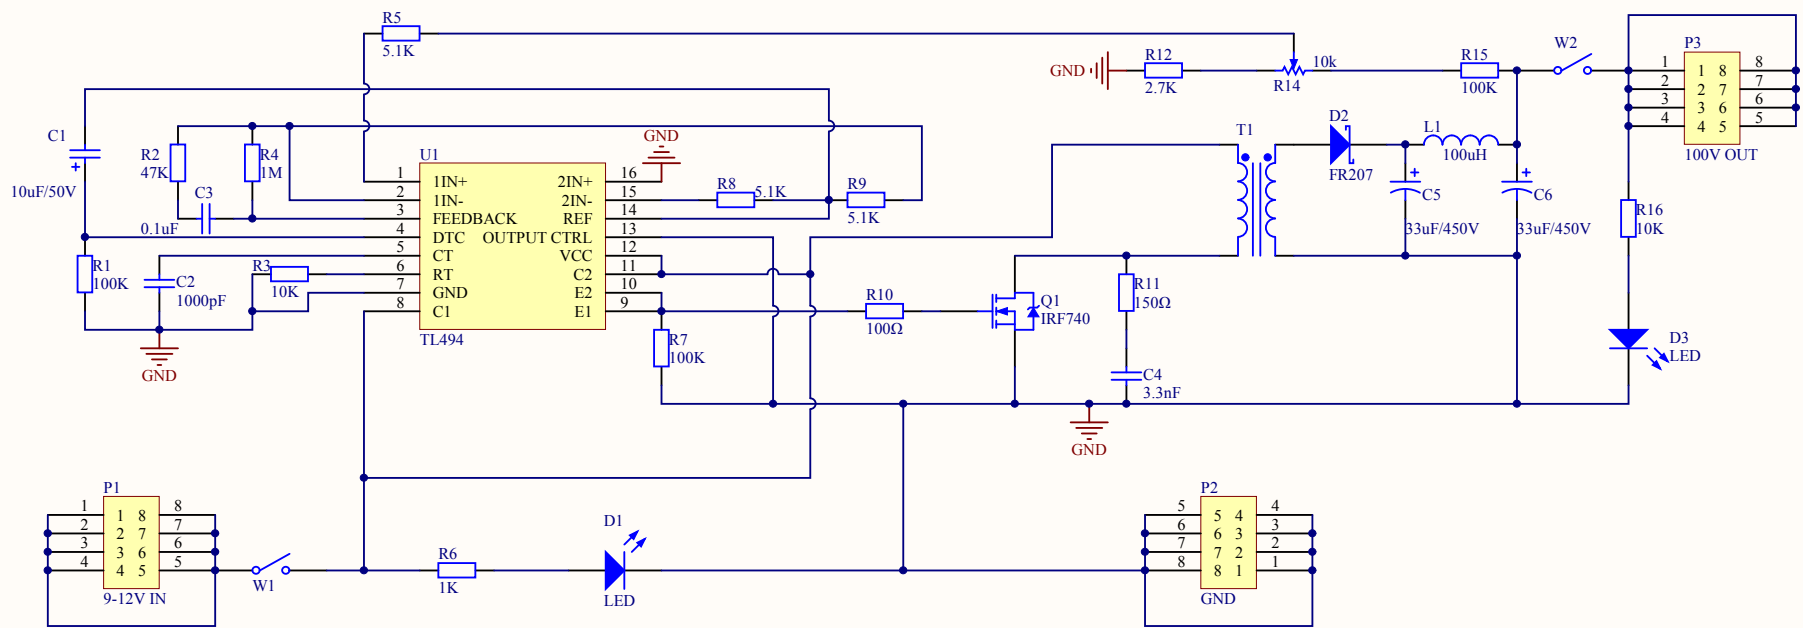 R5
5.1K
GND
R12
2.7K
10k
R14
R15
100K
W2
P3
1
2
3
4
1 8
2 7
3 6
4 5
8
7
6
5
100V OUT
C1
10uF/50V
R2
47K
R4
1M
C3
0.1uF
U1
1
2
3
4
5
6
7
8
1IN+
1IN-
FEEDBACK
DTC
CT
RT
GND
C1
2IN+
2IN-
REF
OUTPUT CTRL
VCC
C2
E2
E1
16
15
14
13
12
11
10
9
TL494
GND
R8
5.1K
R9
5.1K
T1
D2
FR207
L1
100uH
C5
33uF/450V
C6
33uF/450V
R16
10K
R1
100K
C2
1000pF
R3
10K
GND
R7
100K
R10
100Ω
Q1
IRF740
R11
150Ω
C4
3.3nF
GND
D3
LED
P1
1
2
3
4
1 8
2 7
3 6
4 5
8
7
6
5
9-12V IN
W1
R6
1K
D1
LED
P2
5
6
7
8
5 4
6 3
7 2
8 1
4
3
2
1
GND